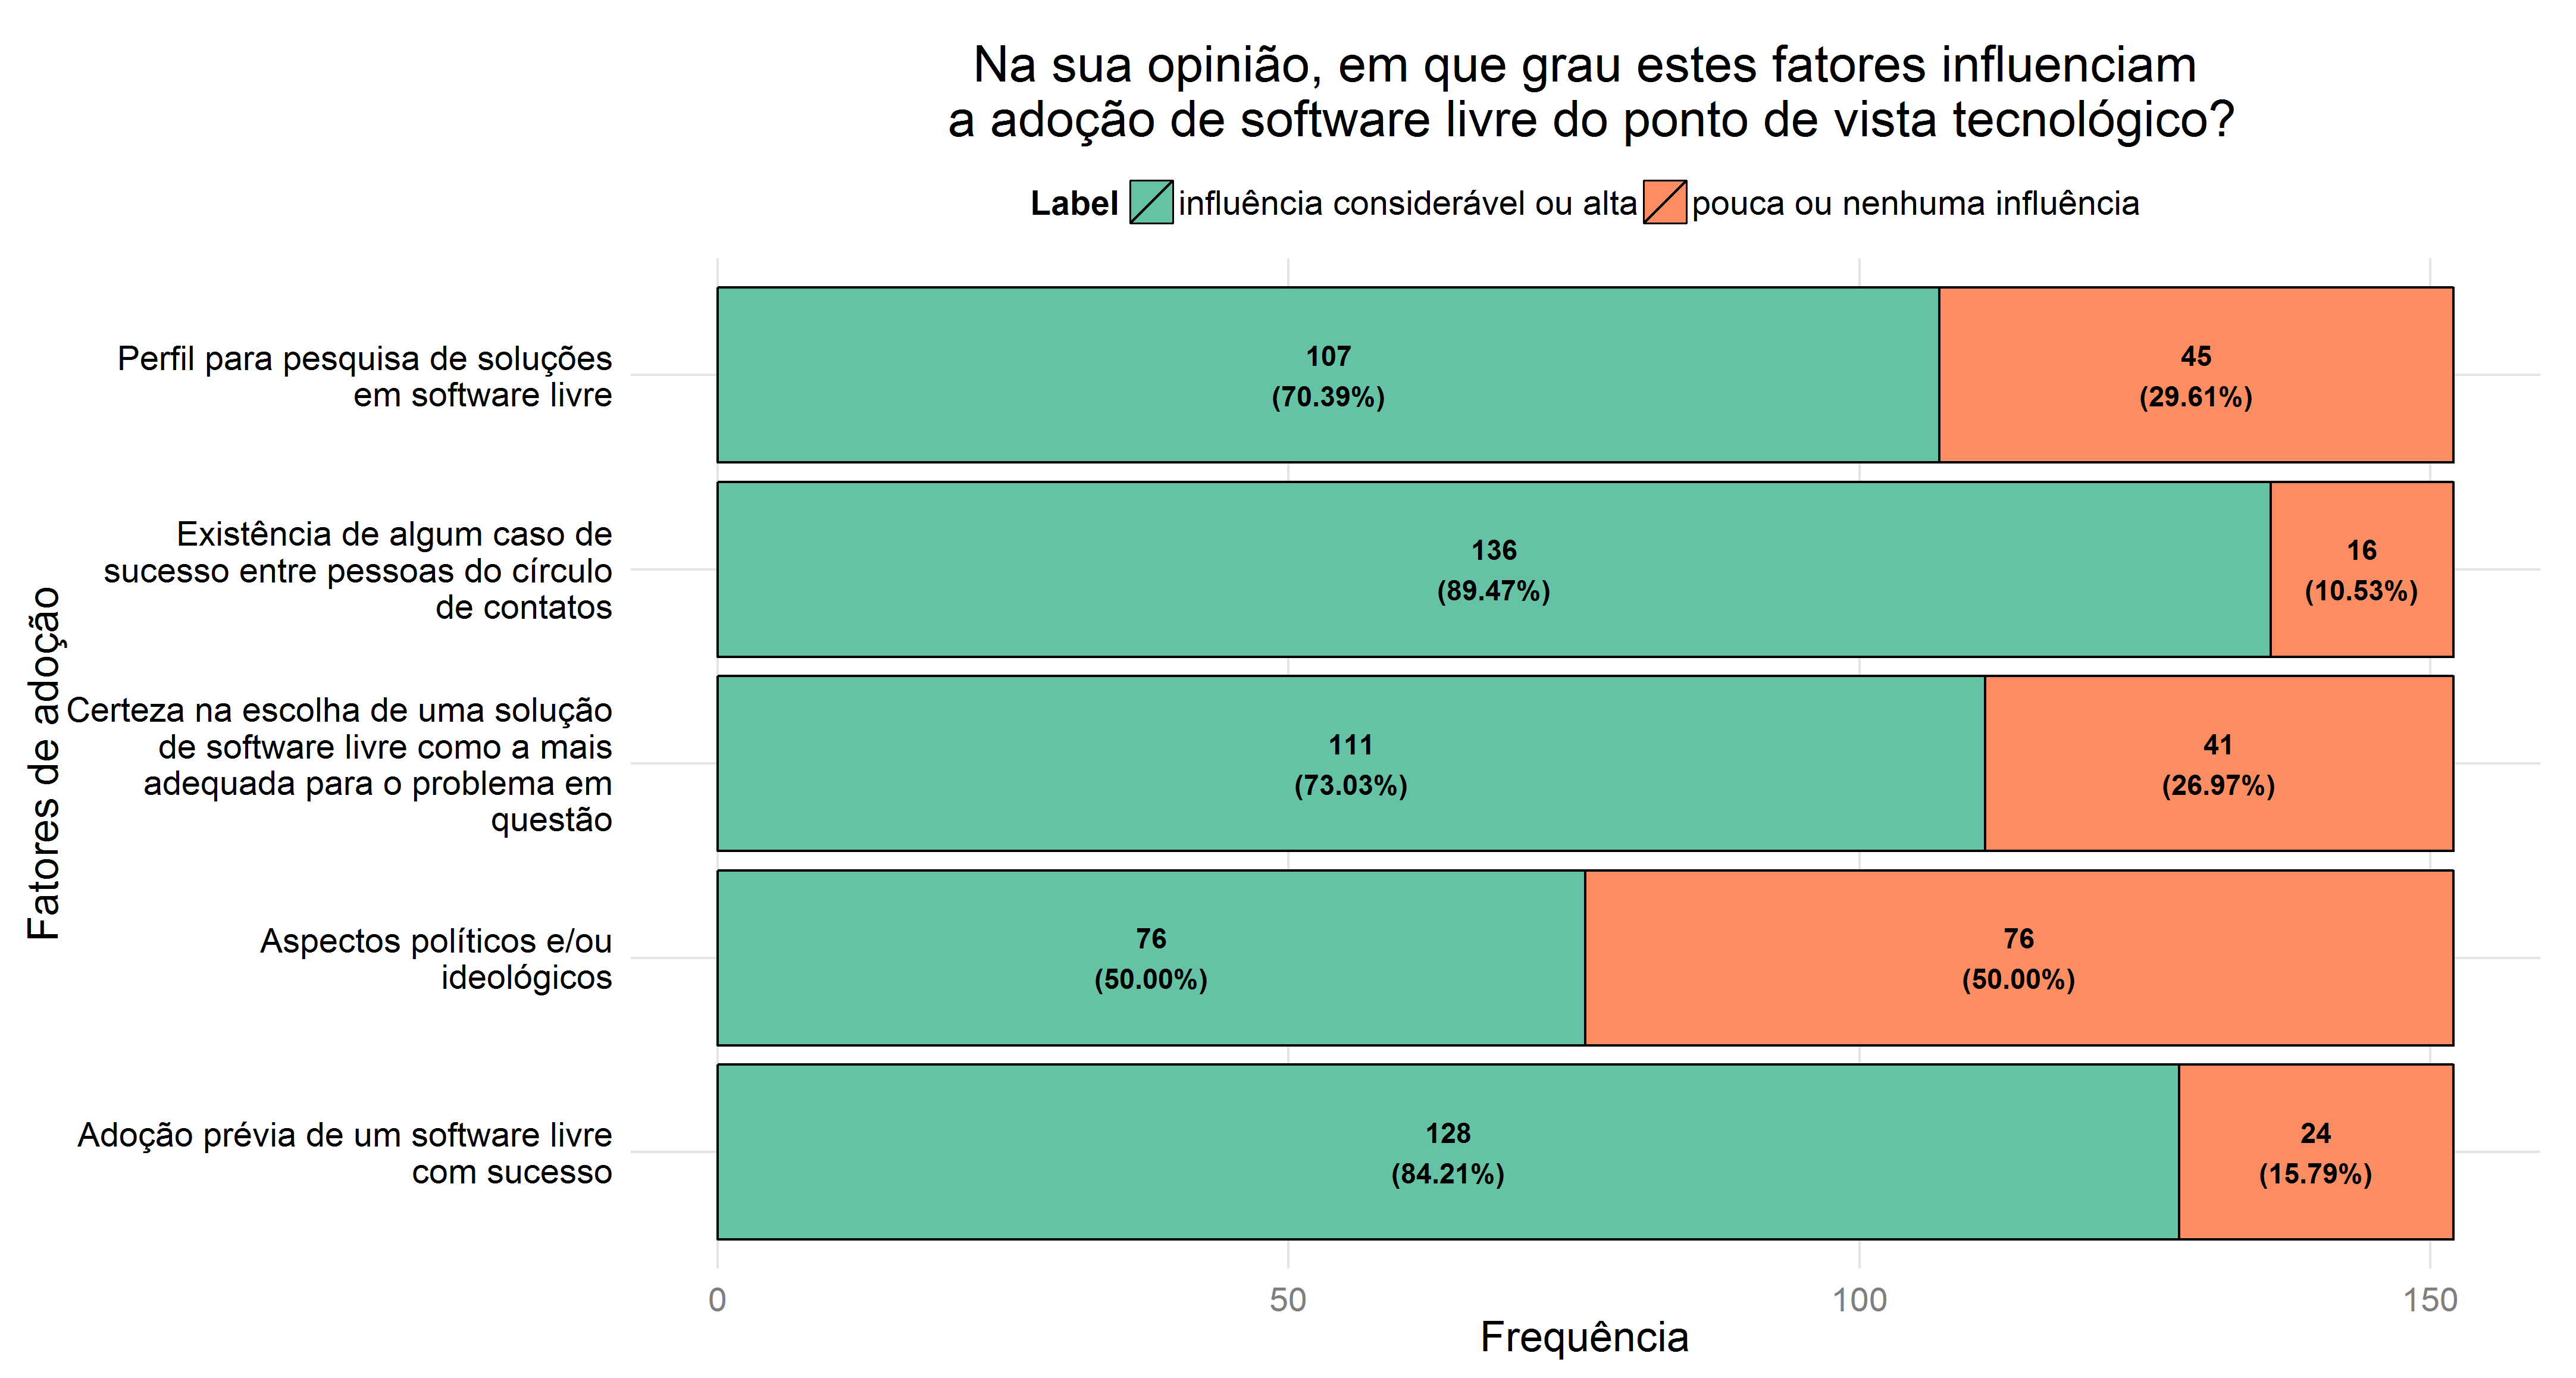 Na sua opinião, em que grau estes fatores influenciam
a adoção de software livre do ponto de vista tecnológico?
Label influência considerável ou alta pouca ou nenhuma influência
Fatores de adoção
Perfil para pesquisa de soluções
em software livre
107
(70.39%)
45
(29.61%)
Existência de algum caso de
sucesso entre pessoas do círculo
de contatos
136
(89.47%)
16
(10.53%)
Certeza na escolha de uma solução
de software livre como a mais
adequada para o problema em
questão
111
(73.03%)
41
(26.97%)
Aspectos políticos e/ou
ideológicos
76
(50.00%)
76
(50.00%)
Adoção prévia de um software livre
com sucesso
128
(84.21%)
24
(15.79%)
0 50 100 150
Frequência